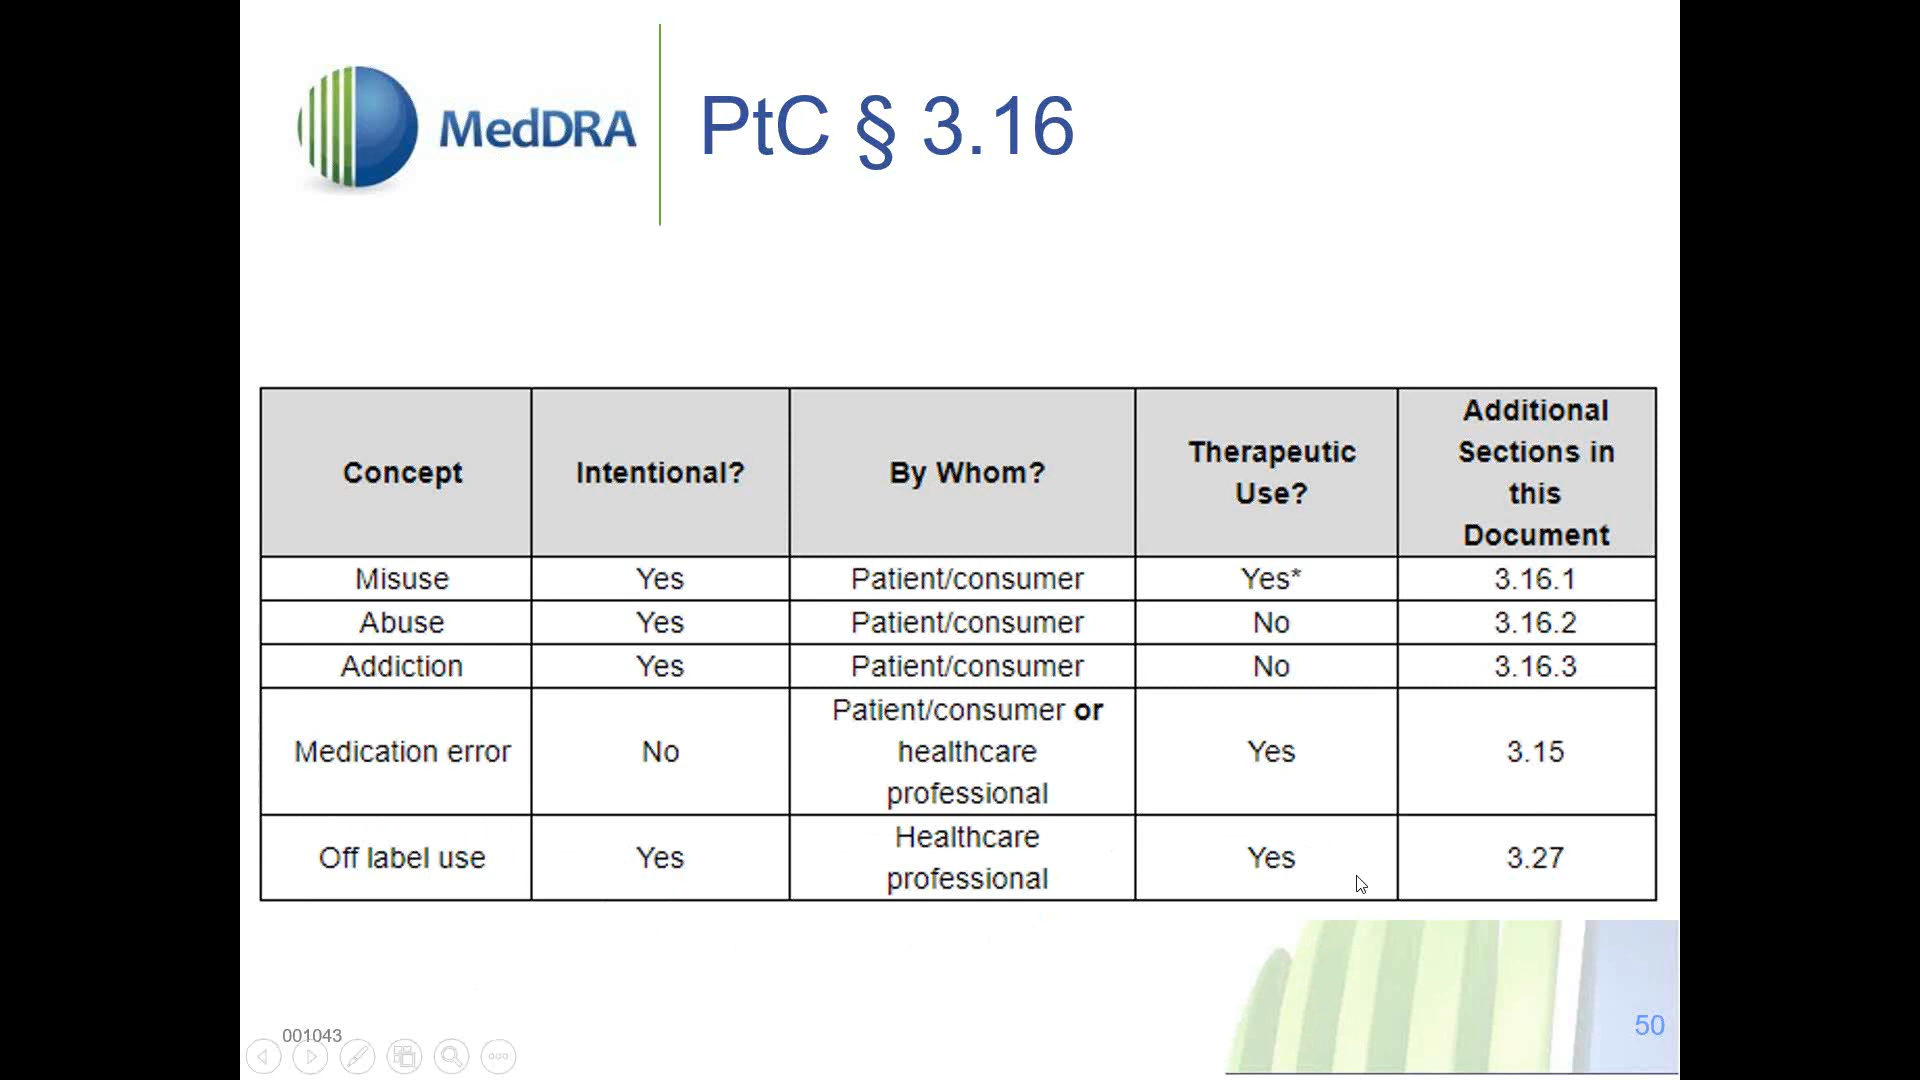 MedDRA
PtC § 3.16
Concept
Intentional?
By Whom?
Therapeutic
Use?
Additional
Sections in
this
Document
Misuse
Yes
Patient/consumer
Yes*
3.16.1
Abuse
Yes
Patient/consumer
No
3.16.2
Addiction
Yes
Patient/consumer
No
3.16.3
Medication error
No
Patient/consumer or
healthcare
professional
Yes
3.15
Off label use
Yes
Healthcare
professional
Yes
3.27
001043
50